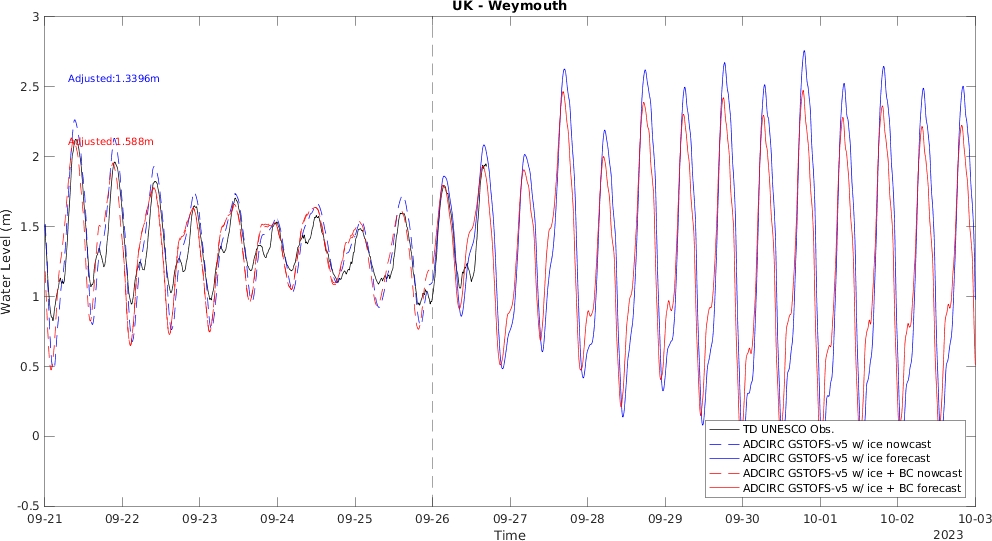 UK - Weymouth
3
2.5
2
1.5
1
0.5
0
-0.5
Water Level (m)
Adjusted:1.3396m
Adjusted:1.588m
TD UNESCO Obs.
ADCIRC GSTOFS-v5 w/ ice nowcast
ADCIRC GSTOFS-v5 w/ ice forecast
ADCIRC GSTOFS-v5 w/ ice + BC nowcast
ADCIRC GSTOFS-v5 w/ ice + BC forecast
09-21 09-22 09-23 09-24 09-25 09-26 09-27 09-28 09-29 09-30 10-01 10-02 10-03
Time
2023